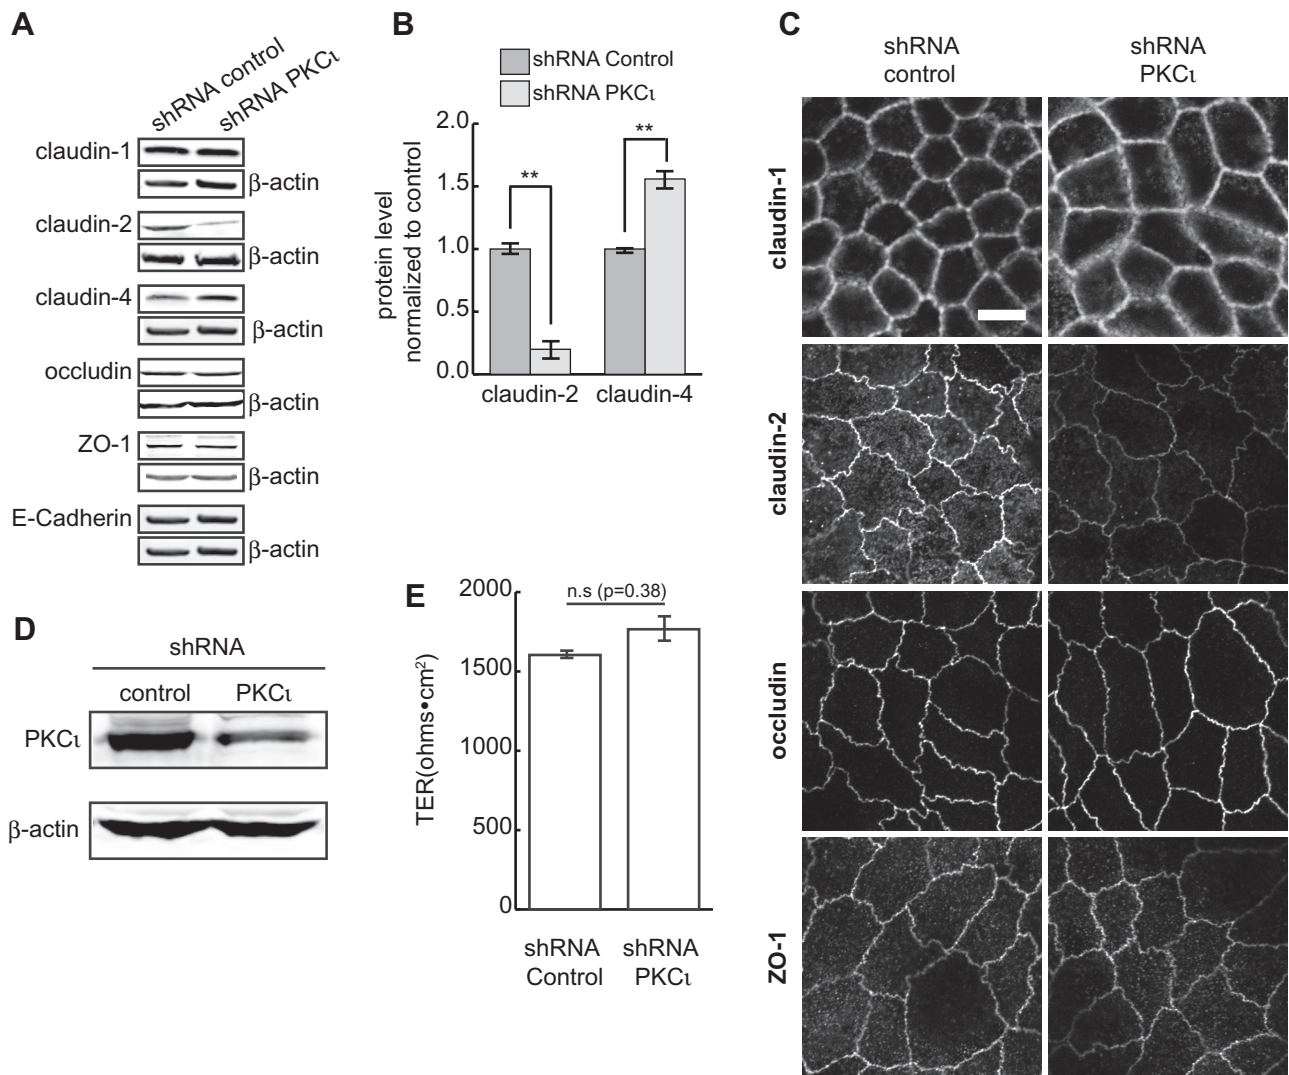 A
shRNA control
shRNA PKCι
claudin-1
β-actin
claudin-2
β-actin
claudin-4
β-actin
occludin
β-actin
ZO-1
β-actin
E-Cadherin
β-actin
B
shRNA Control
shRNA PKCι
protein level
normalized to control
2.0
1.5
1.0
0.5
0.0
**
**
claudin-2
claudin-4
C
shRNA
control
shRNA
PKCι
claudin-1
claudin-2
occludin
ZO-1
D
shRNA
control
PKCι
PKCι
β-actin
E
TER(ohms•cm²)
2000
1500
1000
500
0
n.s (p=0.38)
shRNA
Control
shRNA
PKCι